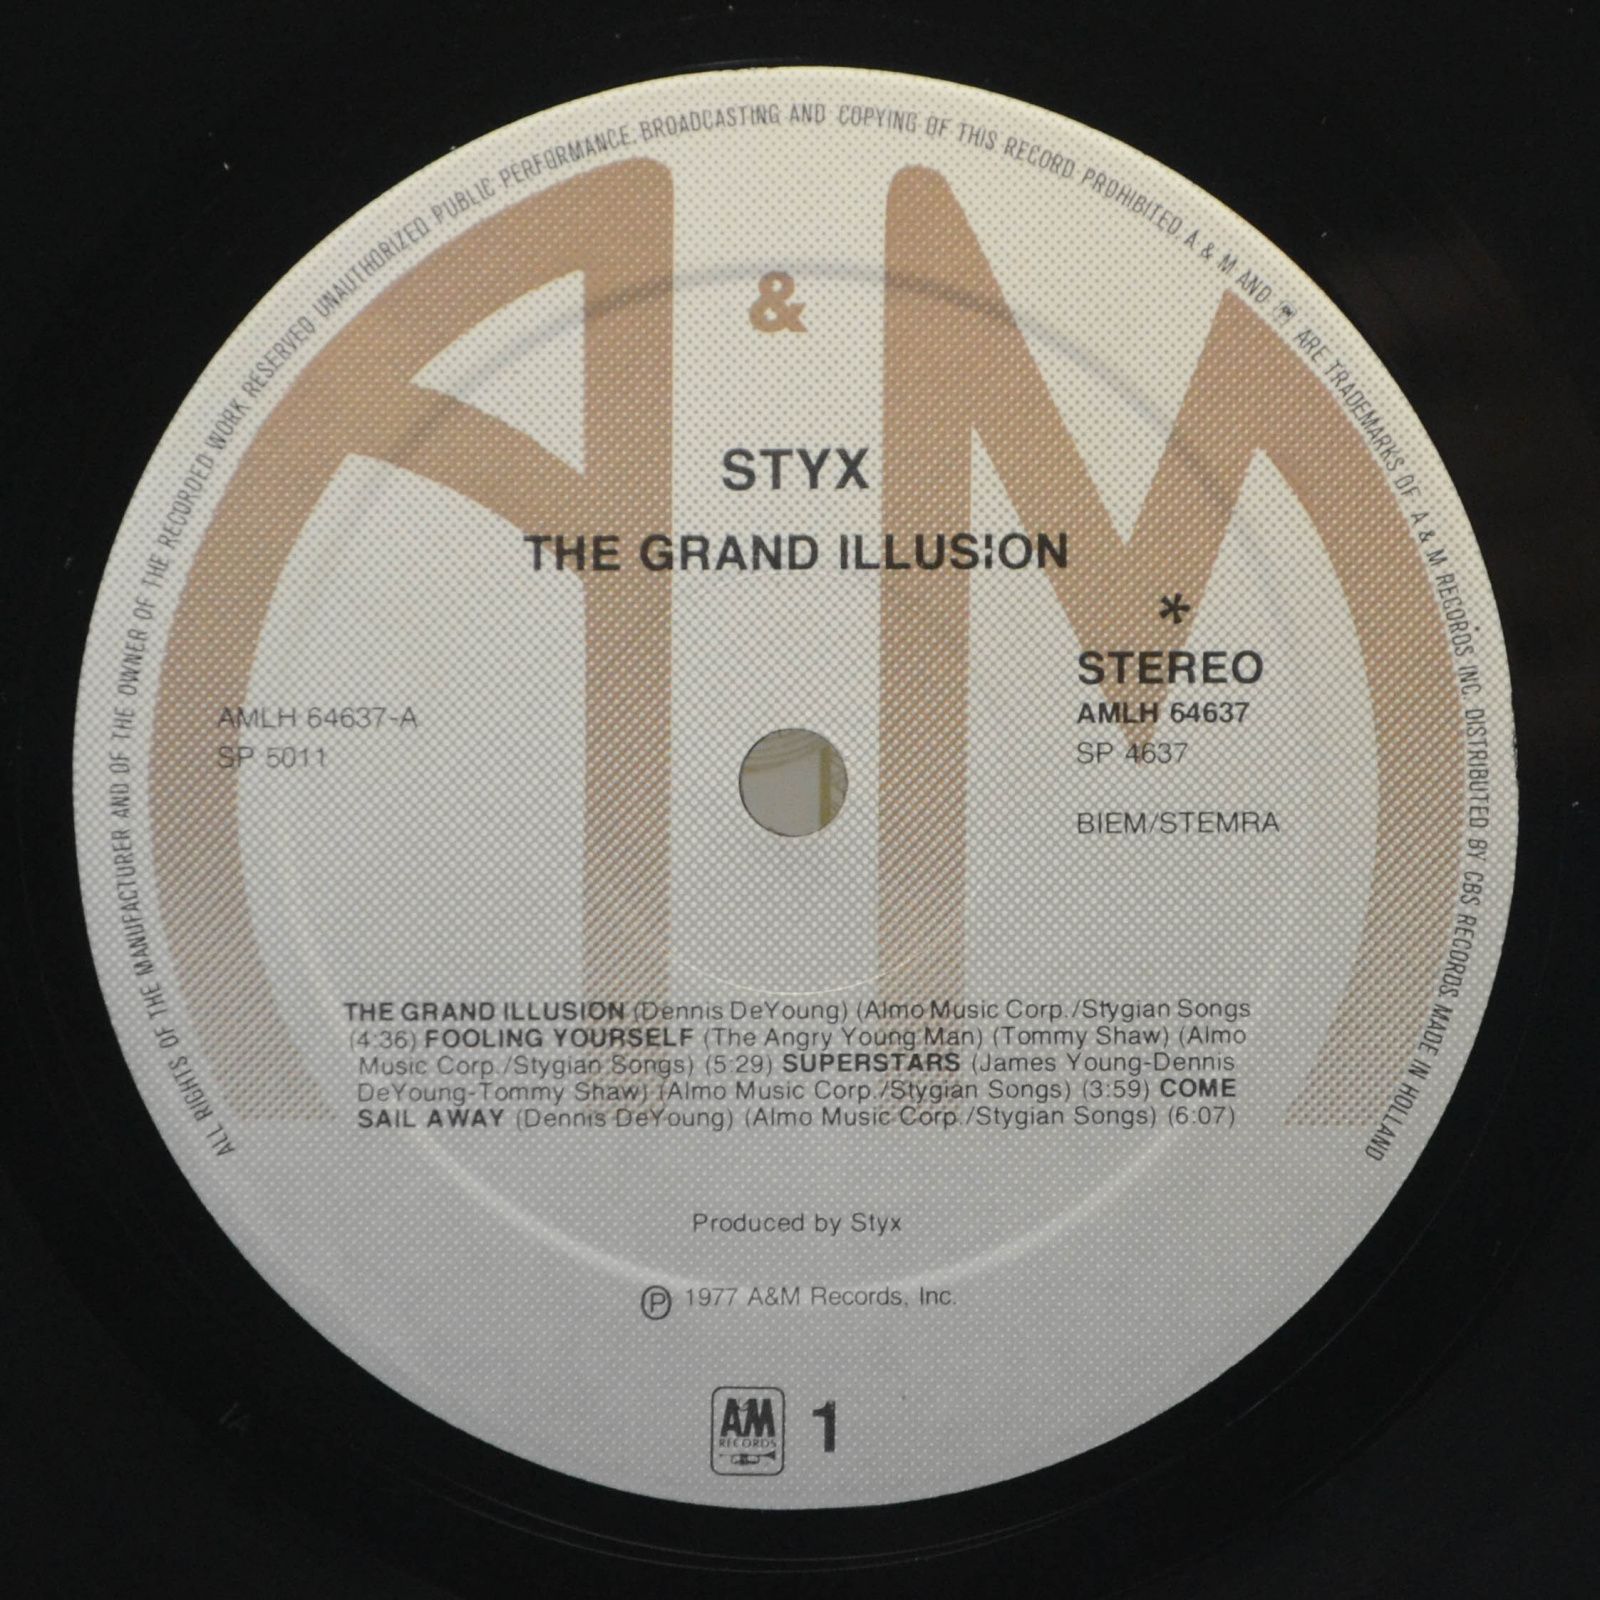 ALL RIGHTS OF THE MANUFACTURER AND OF THE OWNER OF THE RECORDED WORK RESERVED UNAUTHORIZED PUBLIC PERFORMANCE, BROADCASTING AND COPYING OF THIS RECORD PROHIBITED. A & M AND ARE TRADEMARKS OF A & M RECORDS INC. DISTRIBUTED BY CBS RECORDS MADE IN HOLLAND
A & M
STYX
THE GRAND ILLUSION
*
STEREO
AMLH 64637-A
AMLH 64637
SP 5011
SP 4637
BIEM/STEMRA
THE GRAND ILLUSION (Dennis DeYoung) (Almo Music Corp./Stygian Songs
(4:36) FOOLING YOURSELF (The Angry Young Man) (Tommy Shaw) (Almo
Music Corp./Stygian Songs) (5:29) SUPERSTARS (James Young-Dennis
DeYoung-Tommy Shaw) (Almo Music Corp./Stygian Songs) (3:59) COME
SAIL AWAY (Dennis DeYoung) (Almo Music Corp./Stygian Songs) (6:07)
Produced by Styx
Ⓟ 1977 A&M Records, Inc.
AM
RECORDS
1